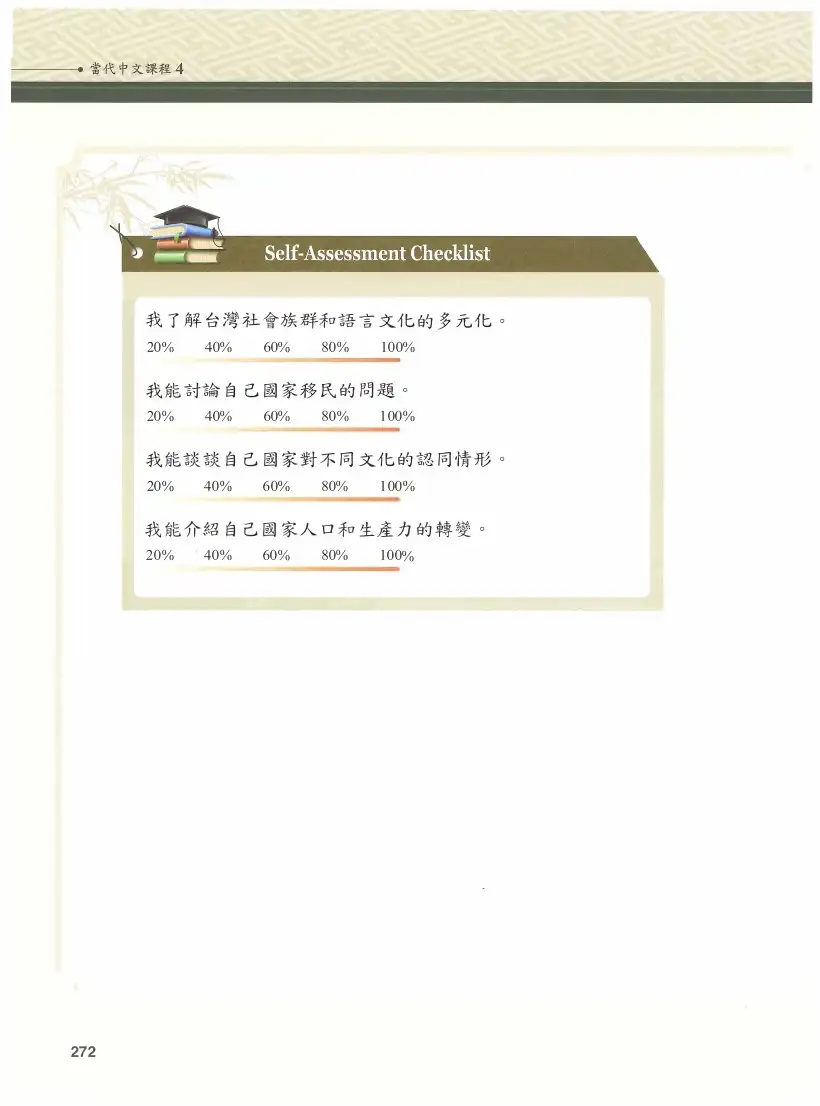 當代中文課程 4
Self-Assessment Checklist
我了解台灣社會族群和語言文化的多元化。
20% 40% 60% 80% 100%
我能討論自己國家移民的問題。
20% 40% 60% 80% 100%
我能談談自己國家對不同文化的認同情形。
20% 40% 60% 80% 100%
我能介紹自己國家人口和生產力的轉變。
20% 40% 60% 80% 100%
272